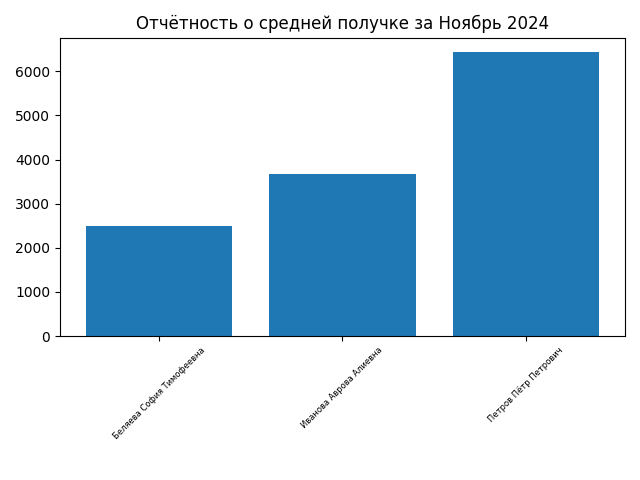 Отчётность о средней получке за Ноябрь 2024
6000
5000
4000
3000
2000
1000
0
Беляева София Тимофеевна
Иванова Аврова Алиевна
Петров Пётр Петрович